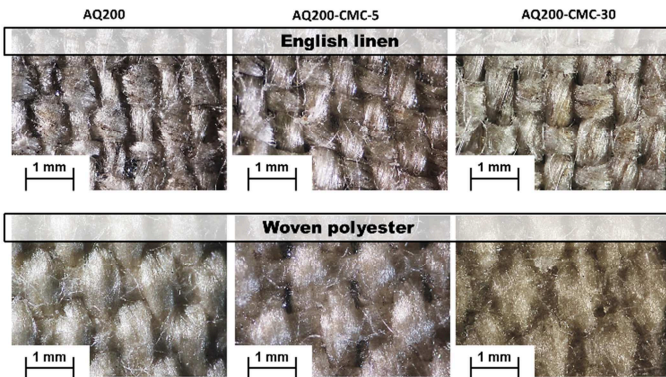 AQ200 AQ200-CMC-5 AQ200-CMC-30
English linen
1 mm 1 mm 1 mm
Woven polyester
1 mm 1 mm 1 mm